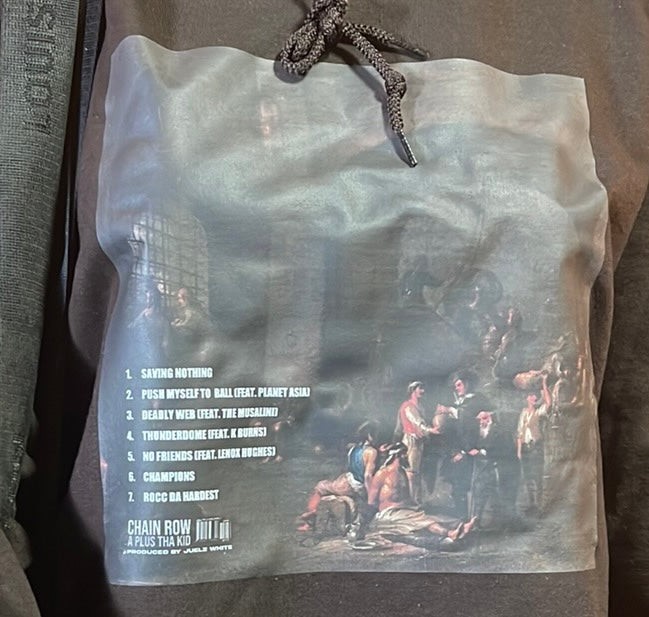 1. SAVING NOTHING
2. PUSH MYSELF TO BALL (FEAT. PLANET ASIA)
3. DEADLY WEB (FEAT. THE MUSALINI)
4. THUNDERDOME (FEAT. K BURNS)
5. NO FRIENDS (FEAT. LENOX HUGHES)
6. CHAMPIONS
7. ROCC DA HARDEST
CHAIN ROW
A PLUS THA KID
PRODUCED BY JUELE WHITE